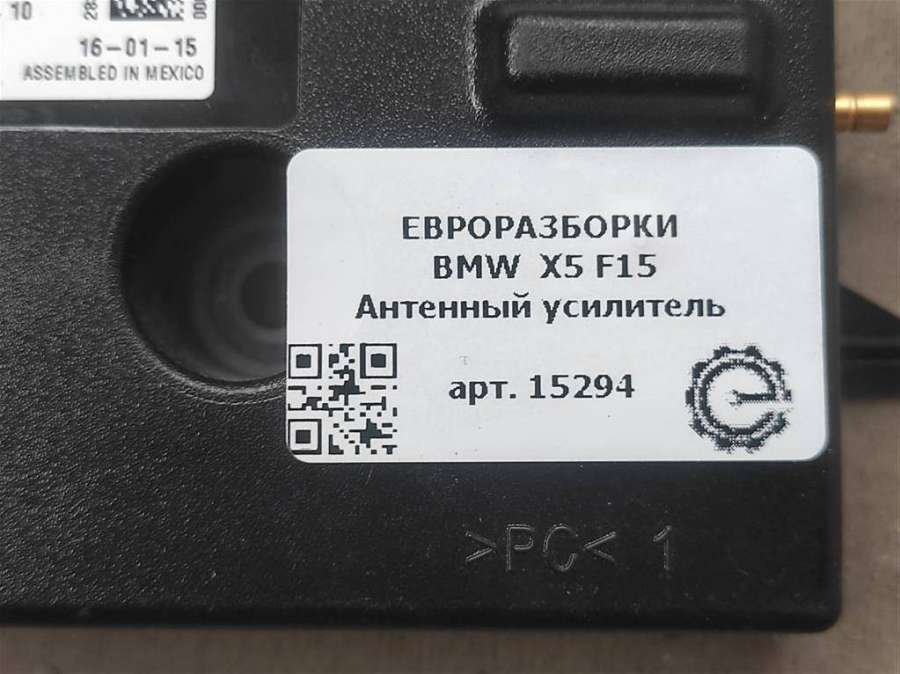 10
16-01-15
ASSEMBLED IN MEXICO
ЕВРОРАЗБОРКИ
BMW X5 F15
Антенный усилитель
арт. 15294
>PC< 1